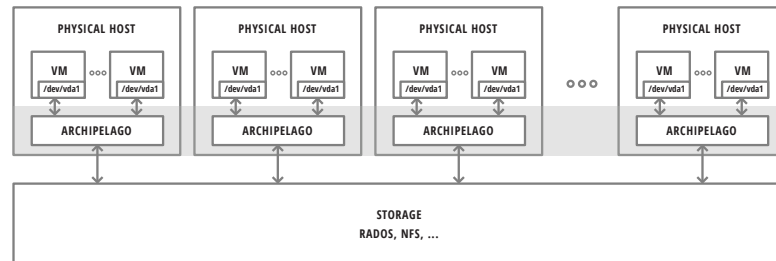 PHYSICAL HOST PHYSICAL HOST PHYSICAL HOST PHYSICAL HOST
VM VM VM VM VM VM VM VM
/dev/vda1 /dev/vda1 /dev/vda1 /dev/vda1 /dev/vda1 /dev/vda1 /dev/vda1 /dev/vda1
ARCHIPELAGO ARCHIPELAGO ARCHIPELAGO ARCHIPELAGO
STORAGE
RADOS, NFS, ...